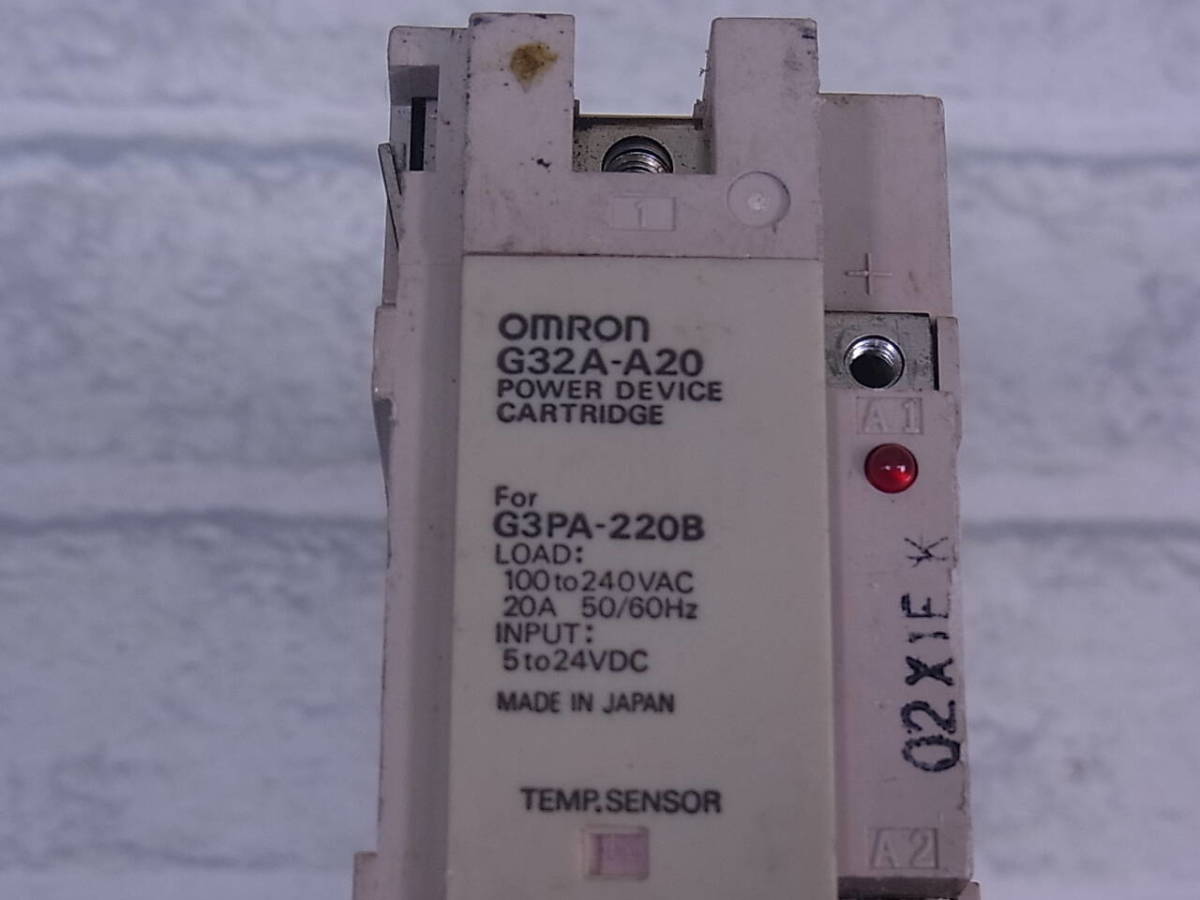 1
+
OMRON
G32A-A20
POWER DEVICE
CARTRIDGE
A1
For
G3PA-220B
LOAD:
100 to 240VAC
20A 50/60Hz
INPUT:
5 to 24VDC
MADE IN JAPAN
02X1F K
TEMP.SENSOR
A2